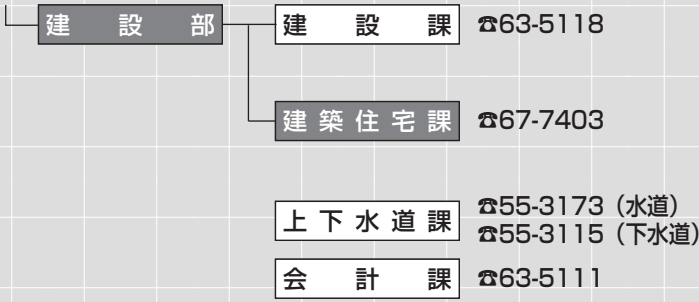 建設部
建設課 ☎63-5118
建築住宅課 ☎67-7403
上下水道課 ☎55-3173（水道）
☎55-3115（下水道）
会計課 ☎63-5111